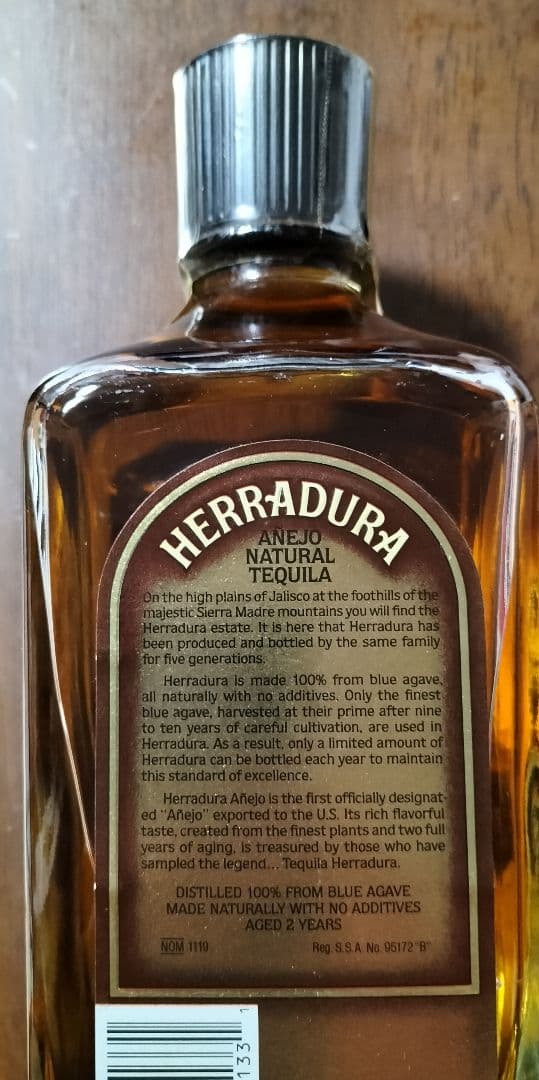 HERRADURA
AÑEJO
NATURAL
TEQUILA
On the high plains of Jalisco at the foothills of the
majestic Sierra Madre mountains you will find the
Herradura estate. It is here that Herradura has
been produced and bottled by the same family
for five generations.
Herradura is made 100% from blue agave,
all naturally with no additives. Only the finest
blue agave, harvested at their prime after nine
to ten years of careful cultivation, are used in
Herradura. As a result, only a limited amount of
Herradura can be bottled each year to maintain
this standard of excellence.
Herradura Añejo is the first officially designat-
ed "Añejo" exported to the U.S. Its rich flavorful
taste, created from the finest plants and two full
years of aging, is treasured by those who have
sampled the legend... Tequila Herradura.
DISTILLED 100% FROM BLUE AGAVE
MADE NATURALLY WITH NO ADDITIVES
AGED 2 YEARS
NOM 1119 Reg. S.S.A. No. 95172 "B"
133 1